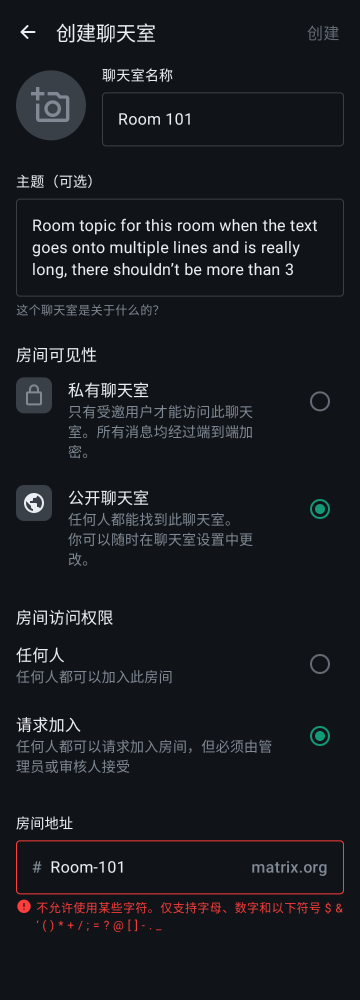 创建聊天室
创建
聊天室名称
Room 101
主题（可选）
Room topic for this room when the text
goes onto multiple lines and is really
long, there shouldn’t be more than 3
这个聊天室是关于什么的?
房间可见性
私有聊天室
只有受邀用户才能访问此聊天
室。所有消息均经过端到端加
密。
公开聊天室
任何人都能找到此聊天室。
你可以随时在聊天室设置中更
改。
房间访问权限
任何人
任何人都可以加入此房间
请求加入
任何人都可以请求加入房间，但必须由管
理员或审核人接受
房间地址
# Room-101 matrix.org
不允许使用某些字符。仅支持字母、数字和以下符号 $ &
‘ ( ) * + / ; = ? @ [ ] - . _